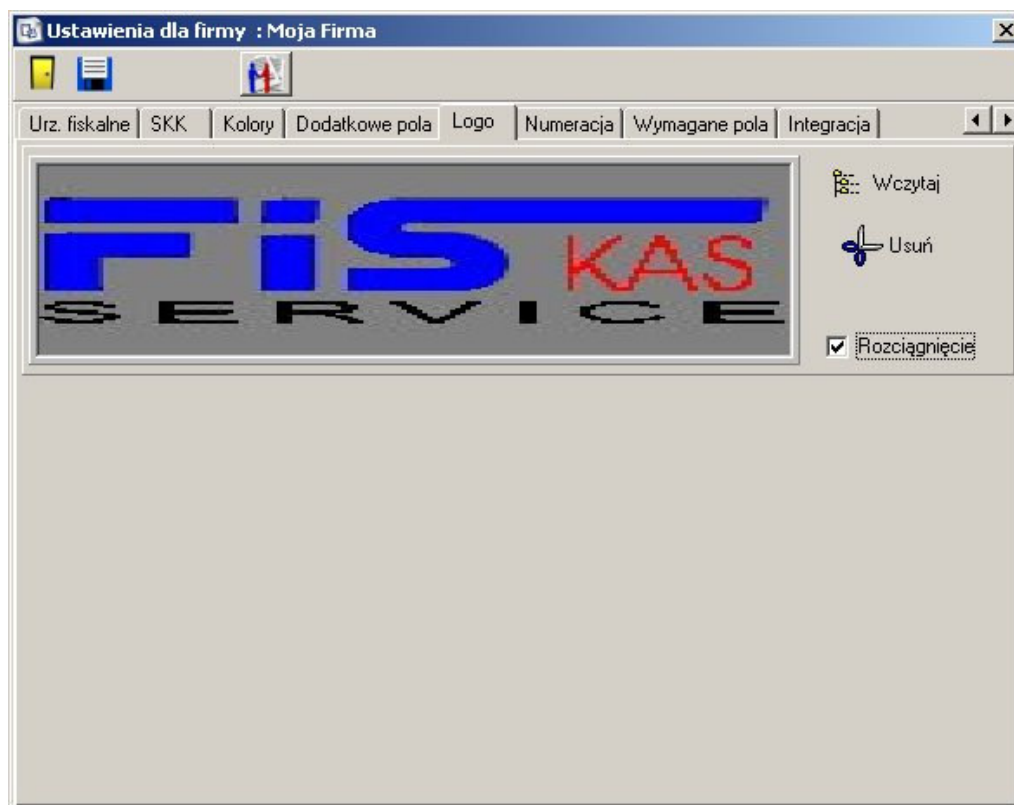 Ustawienia dla firmy : Moja Firma
Urz. fiskalne SKK Kolory Dodatkowe pola Logo Numeracja Wymagane pola Integracja
FiS KAS
SERVICE
Wczytaj
Usuń
Rozciągnięcie